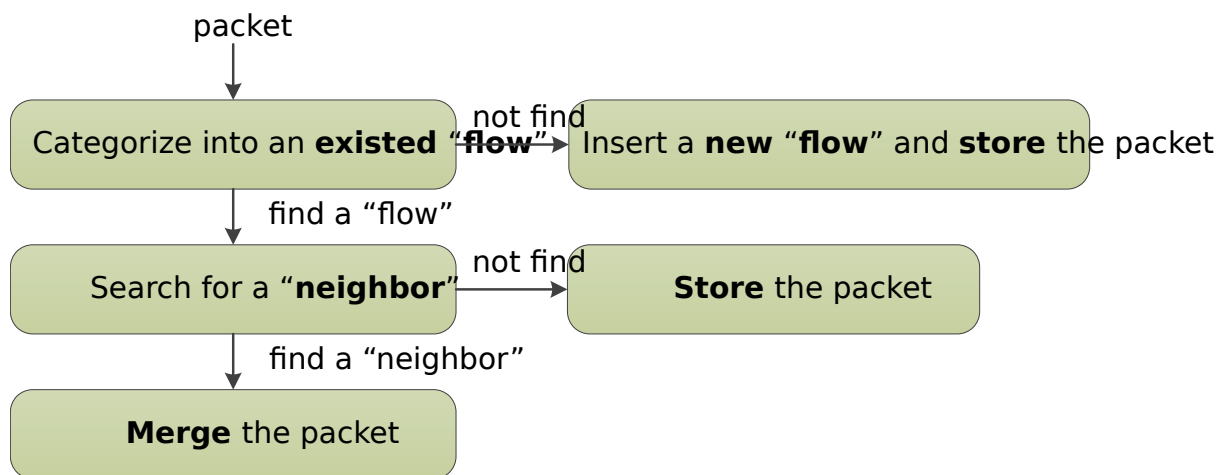 packet
Categorize into an existed “flow”
not find
Insert a new “flow” and store the packet
find a “flow”
Search for a “neighbor”
not find
Store the packet
find a “neighbor”
Merge the packet